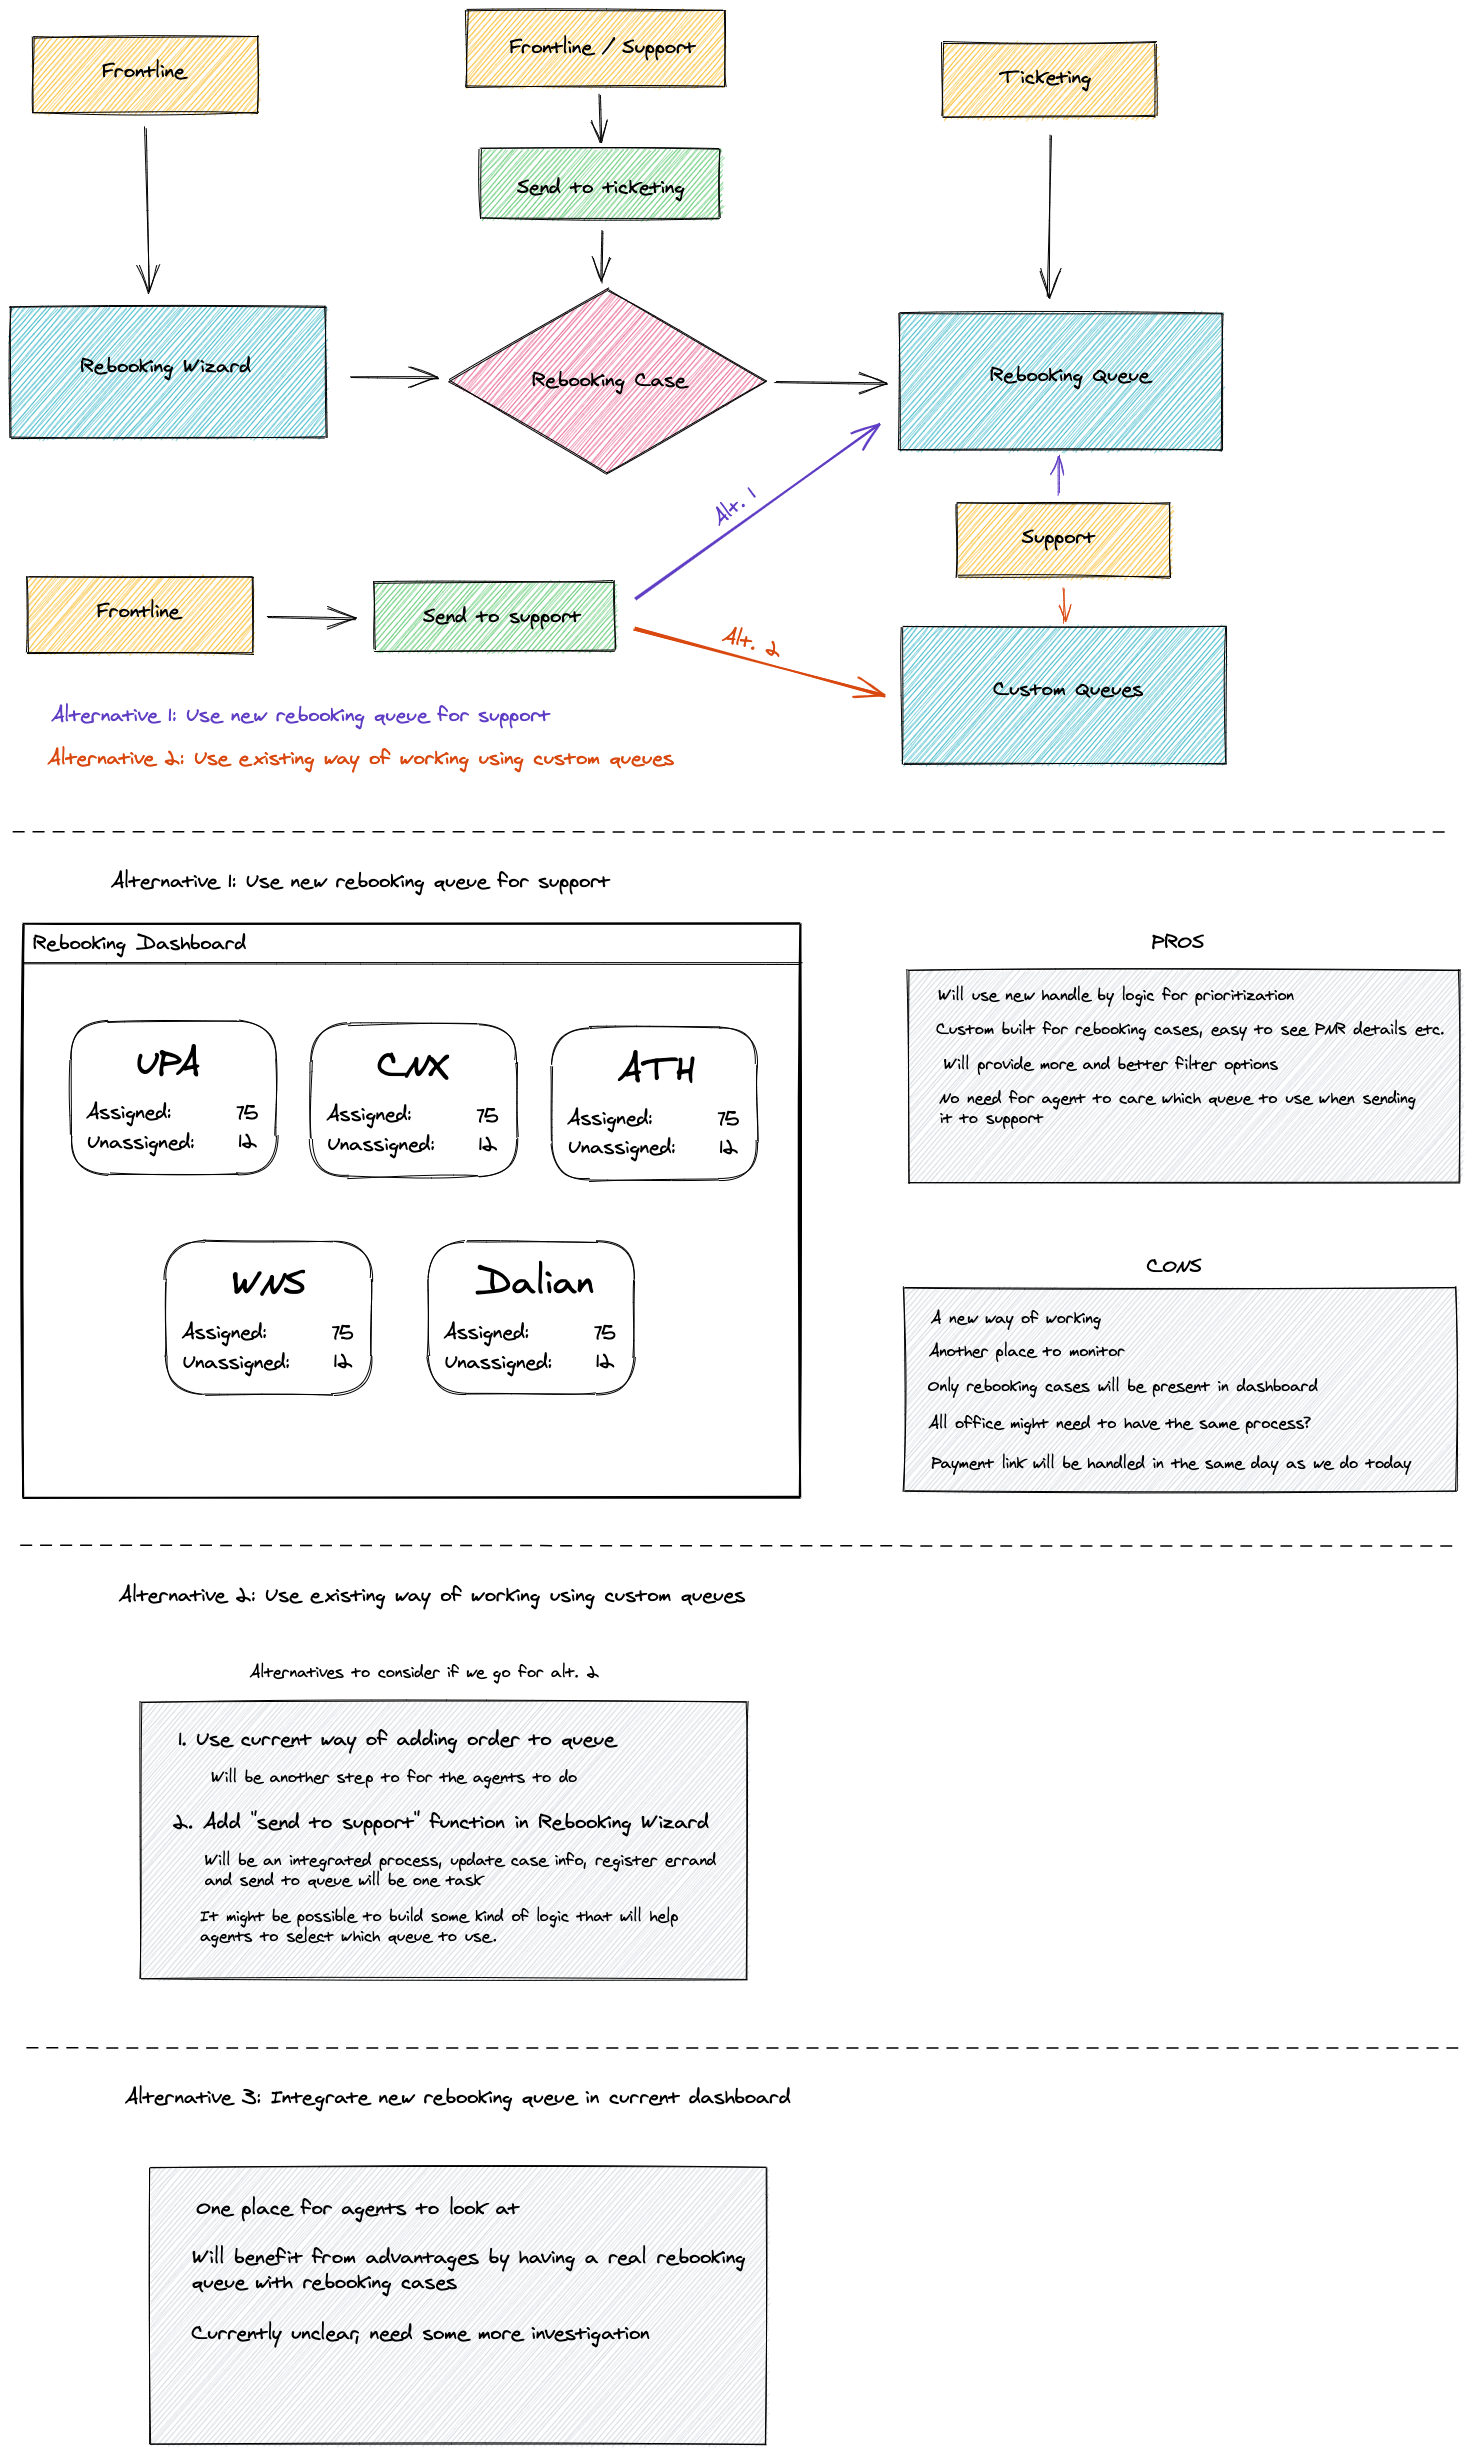 Frontline
Frontline / Support
Ticketing
Send to ticketing
Rebooking Wizard
Rebooking Case
Rebooking Queue
Alt. 1
Support
Frontline
Send to support
Alt. 2
Custom Queues
Alternative 1: Use new rebooking queue for support
Alternative 2: Use existing way of working using custom queues
Alternative 1: Use new rebooking queue for support
Rebooking Dashboard
UPA
Assigned: 75
Unassigned: 12
CNX
Assigned: 75
Unassigned: 12
ATH
Assigned: 75
Unassigned: 12
WNS
Assigned: 75
Unassigned: 12
Dalian
Assigned: 75
Unassigned: 12
PROS
Will use new handle by logic for prioritization
Custom built for rebooking cases, easy to see PNR details etc.
Will provide more and better filter options
No need for agent to care which queue to use when sending
it to support
CONS
A new way of working
Another place to monitor
Only rebooking cases will be present in dashboard
All office might need to have the same process?
Payment link will be handled in the same day as we do today
Alternative 2: Use existing way of working using custom queues
Alternatives to consider if we go for alt. 2
1. Use current way of adding order to queue
Will be another step to for the agents to do
2. Add "send to support" function in Rebooking Wizard
Will be an integrated process, update case info, register errand
and send to queue will be one task
It might be possible to build some kind of logic that will help
agents to select which queue to use.
Alternative 3: Integrate new rebooking queue in current dashboard
One place for agents to look at
Will benefit from advantages by having a real rebooking
queue with rebooking cases
Currently unclear, need some more investigation